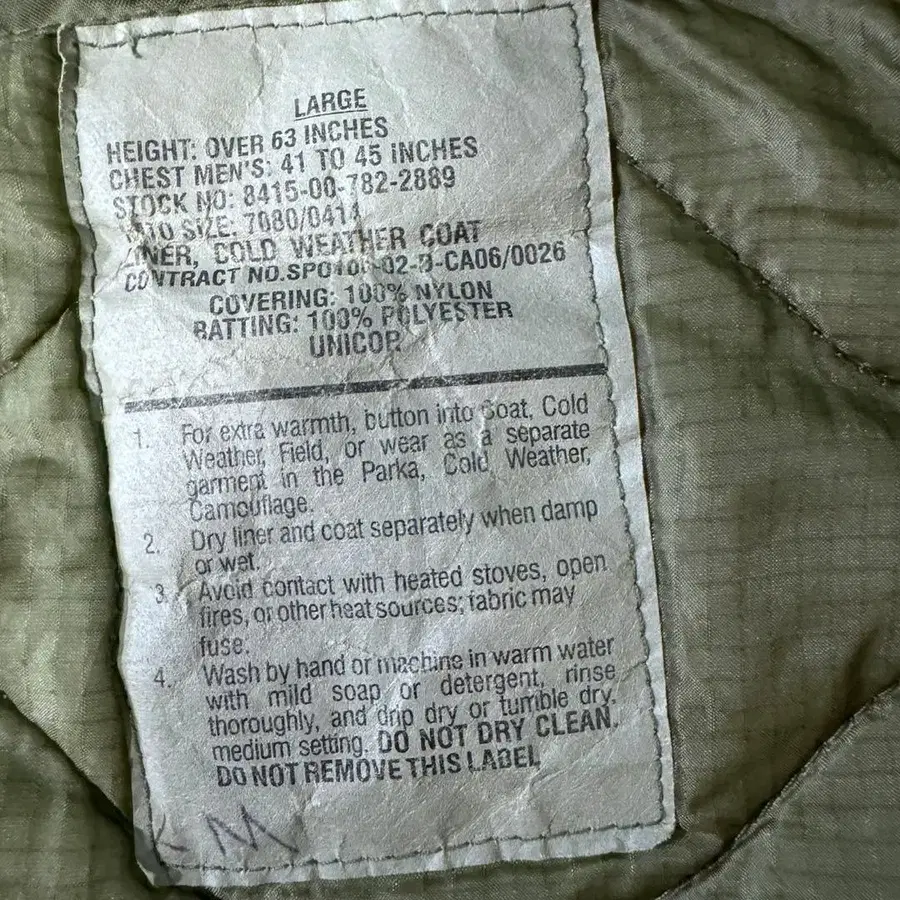 LARGE
HEIGHT: OVER 63 INCHES
CHEST MEN'S: 41 TO 45 INCHES
STOCK NO: 8415-00-782-2889
SIZE: 7080/0414
LINER, COLD WEATHER COAT
CONTRACT NO. -CA06/0026
COVERING: 100% NYLON
BATTING: 100% POLYESTER
UNICOR
1. For extra warmth, button into Coat, Cold
Weather, Field, or wear as a separate
garment in the Parka, Cold Weather,
Camouflage.
2. Dry liner and coat separately when damp
or wet.
3. Avoid contact with heated stoves, open
fires, or other heat sources; fabric may
fuse.
4. Wash by hand or machine in warm water
with mild soap or detergent, rinse
thoroughly, and drip dry or tumble dry,
medium setting. DO NOT DRY CLEAN.
DO NOT REMOVE THIS LABEL
M